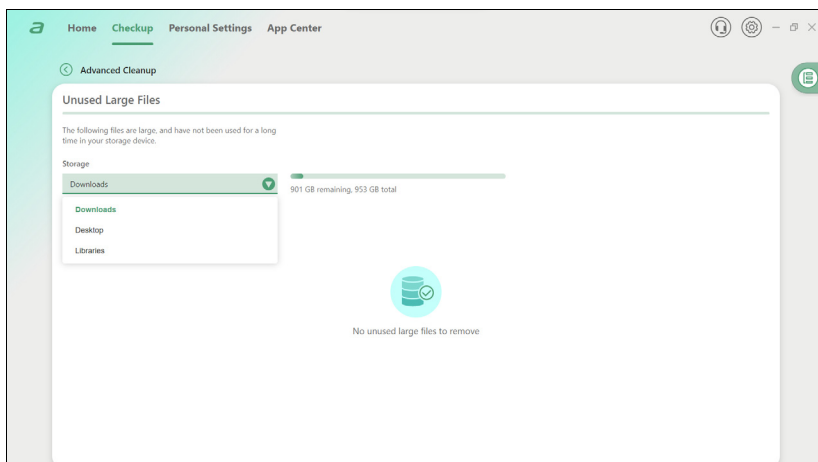 a
Home Checkup Personal Settings App Center
Advanced Cleanup
Unused Large Files
The following files are large, and have not been used for a long
time in your storage device.
Storage
Downloads
901 GB remaining, 953 GB total
Downloads
Desktop
Libraries
No unused large files to remove